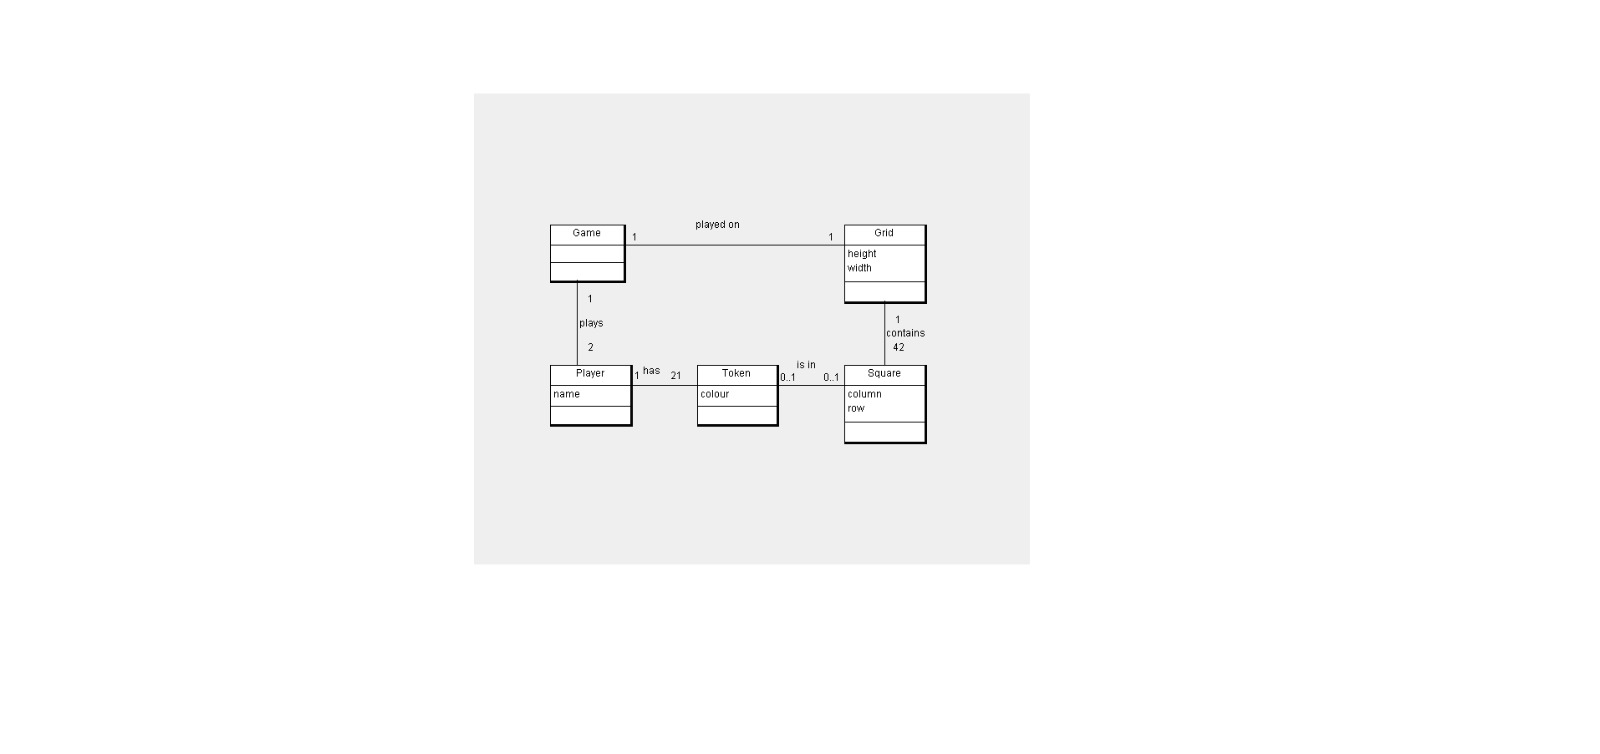 played on
Game
1
1
Grid
height
width
1
plays
2
1
contains
42
Player
1
has
21
Token
is in
0..1
0..1
Square
name
colour
column
row